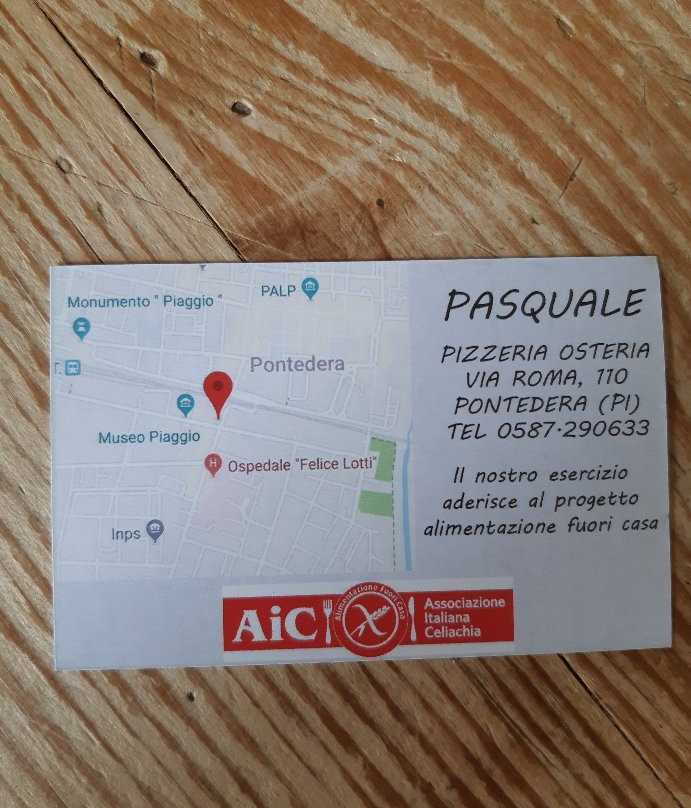 Monumento " Piaggio "
PALP
Pontedera
Museo Piaggio
H
Ospedale "Felice Lotti"
Inps
PASQUALE
PIZZERIA OSTERIA
VIA ROMA, 110
PONTEDERA (PI)
TEL 0587·290633
Il nostro esercizio
aderisce al progetto
alimentazione fuori casa
AiC
Alimentazione Fuori Casa
Associazione
Italiana
Celiachia